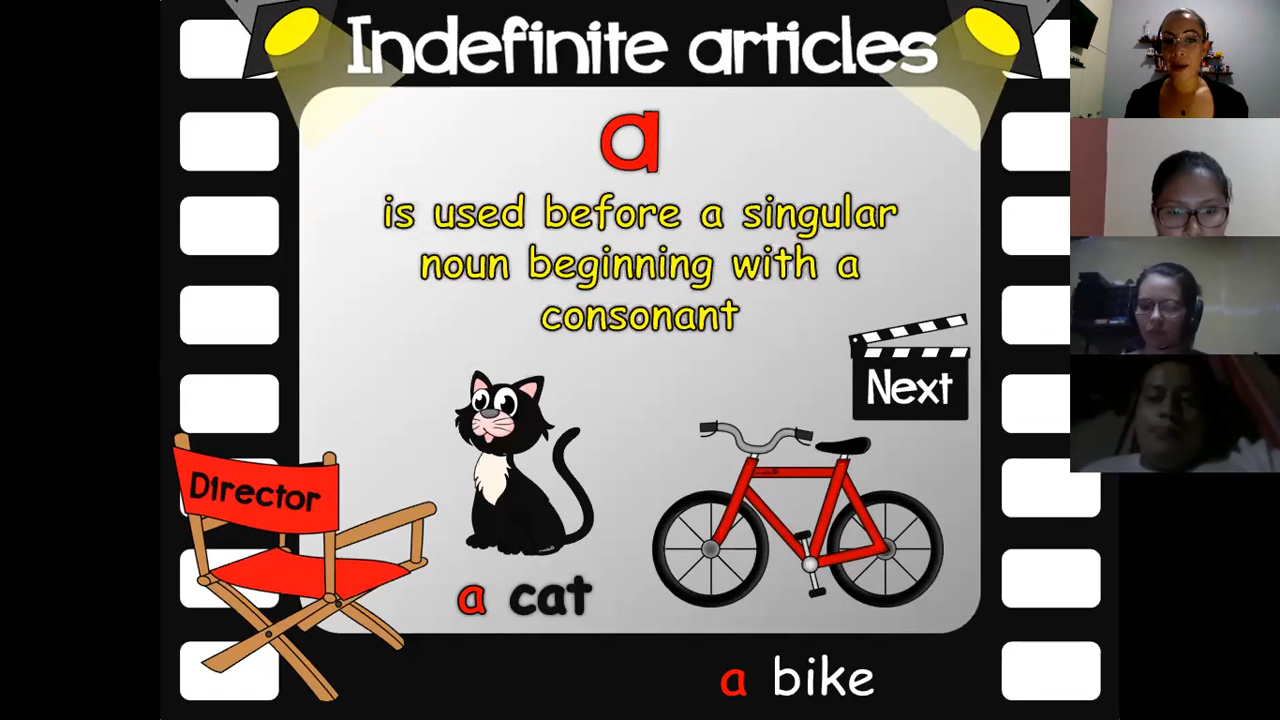 Indefinite articles
a
is used before a singular
noun beginning with a
consonant
Next
Director
a cat
a bike